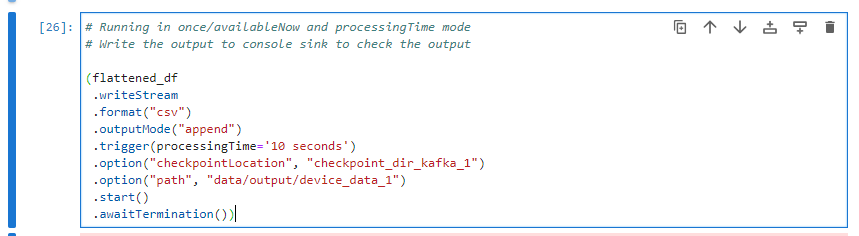 [26]: # Running in once/availableNow and processingTime mode
# Write the output to console sink to check the output
(flattened_df
.writeStream
.format("csv")
.outputMode("append")
.trigger(processingTime='10 seconds')
.option("checkpointLocation", "checkpoint_dir_kafka_1")
.option("path", "data/output/device_data_1")
.start()
.awaitTermination())